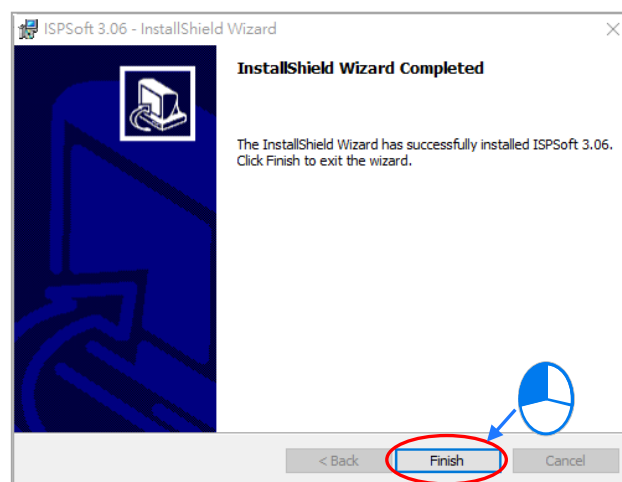 ISPSoft 3.06 - InstallShield Wizard
InstallShield Wizard Completed
The InstallShield Wizard has successfully installed ISPSoft 3.06.
Click Finish to exit the wizard.
< Back
Finish
Cancel